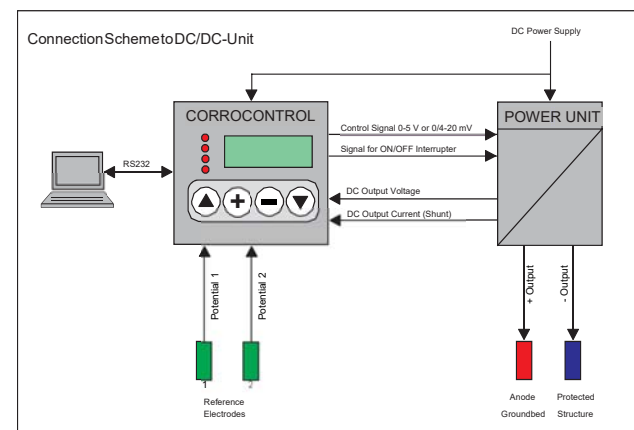 ConnectionSchemetoDC/DC-Unit
DC Power Supply
CORROCONTROL
POWER UNIT
Control Signal 0-5 V or 0/4-20 mV
Signal for ON/OFF Interrupter
RS232
DC Output Voltage
DC Output Current (Shunt)
Potential 1
Potential 2
+ Output
- Output
1
Reference
Electrodes
Anode
Groundbed
Protected
Structure